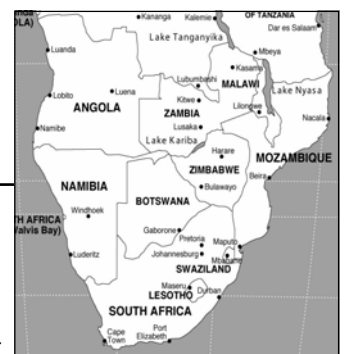 Kananga
Kalemie
OF TANZANIA
Dar es Salaam
OLA)
Lake Tanganyika
Luanda
Mbeya
Kasama
Lubumbashi
MALAWI
Lobito
Luena
Kitwe
Lake Nyasa
ANGOLA
ZAMBIA
Lilongwe
Nacala
Namibe
Lusaka
Lake Kariba
Harare
MOZAMBIQUE
ZIMBABWE
Beira
NAMIBIA
Bulawayo
BOTSWANA
Windhoek
TH AFRICA
Walvis Bay)
Gaborone
Pretoria
Maputo
Luderitz
Johannesburg
Mbabane
SWAZILAND
Maseru
LESOTHO
Durban
SOUTH AFRICA
Cape
Town
Port
Elizabeth